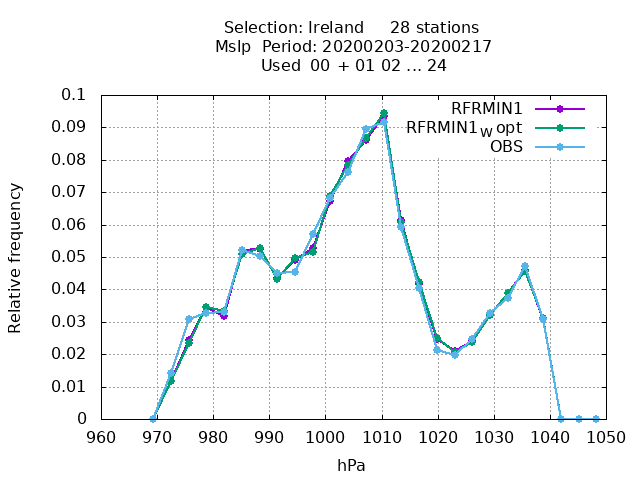 Selection: Ireland 28 stations
Mslp Period: 20200203-20200217
Used 00 + 01 02 ... 24
RFRMIN1
RFRMIN1w opt
OBS
Relative frequency
0.1
0.09
0.08
0.07
0.06
0.05
0.04
0.03
0.02
0.01
0
960 970 980 990 1000 1010 1020 1030 1040 1050
hPa